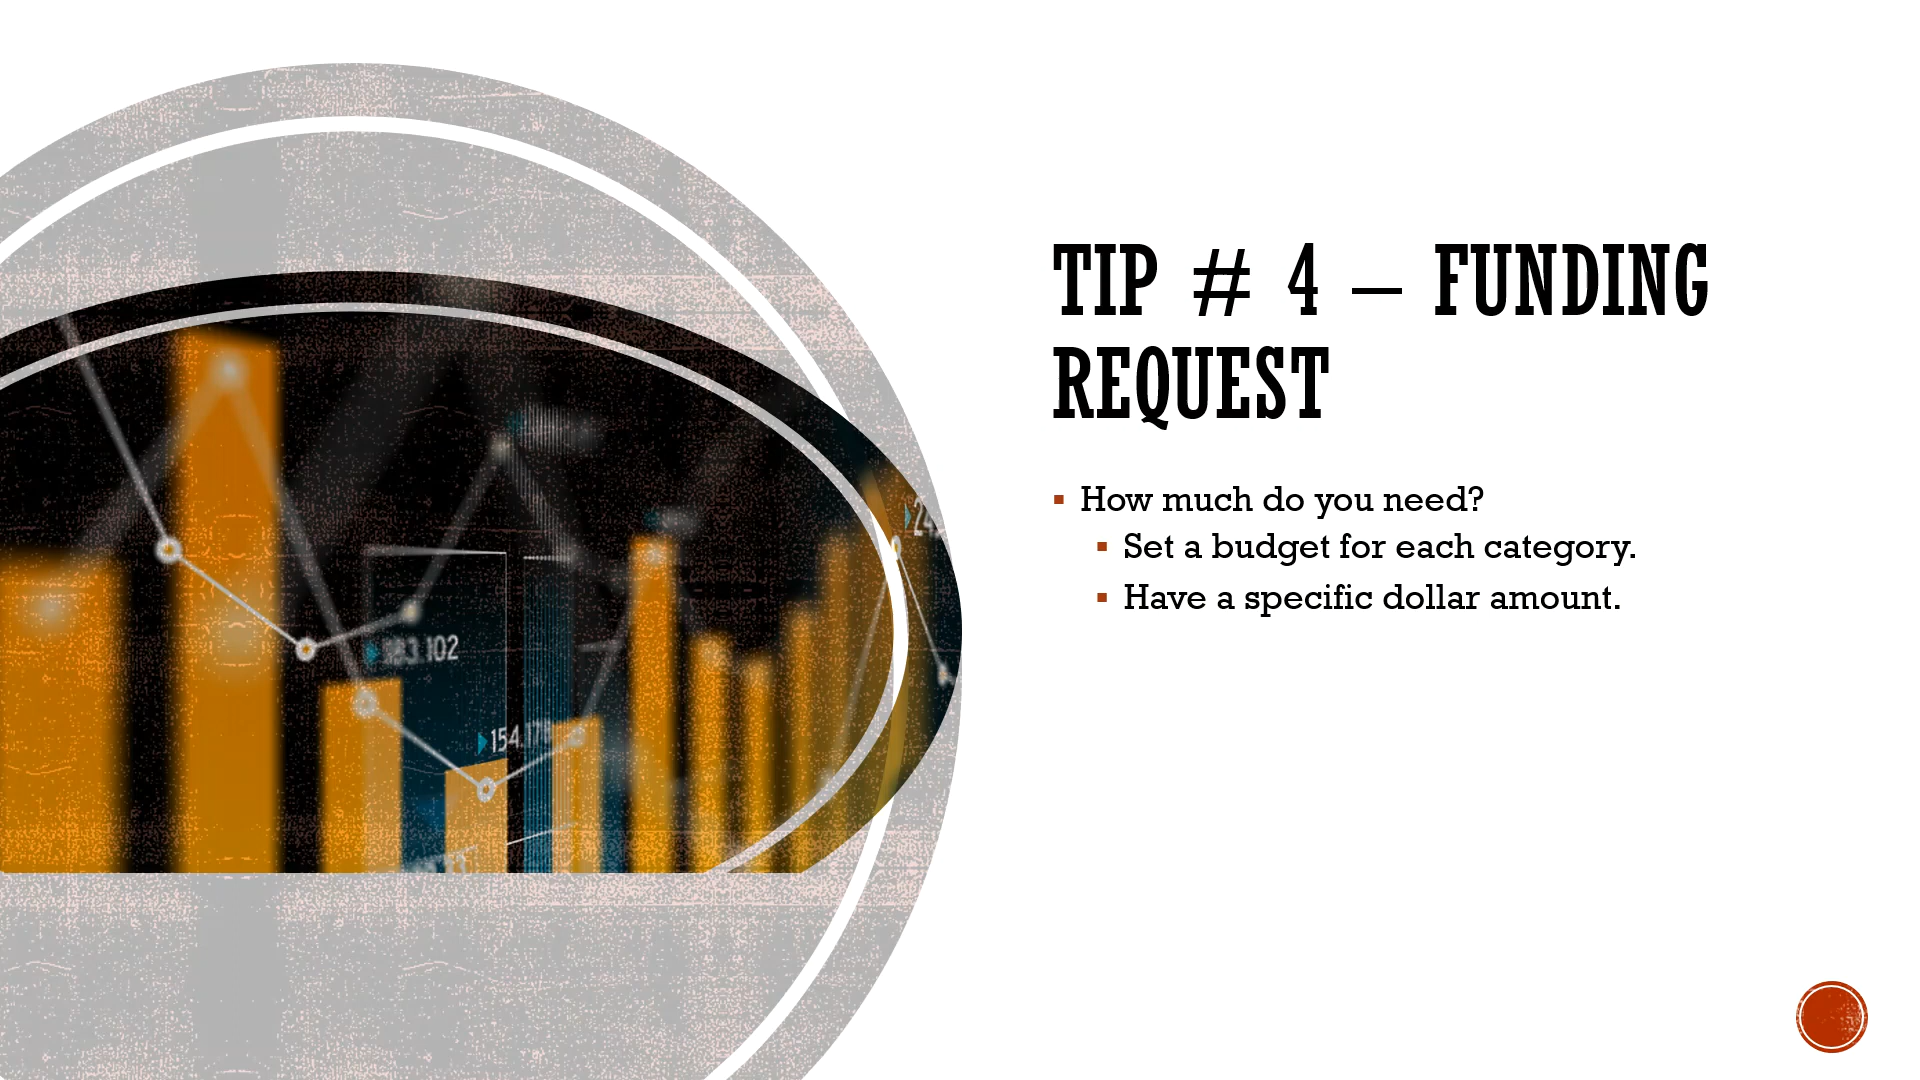 TIP # 4 – FUNDING
REQUEST
How much do you need?
Set a budget for each category.
Have a specific dollar amount.
154.17